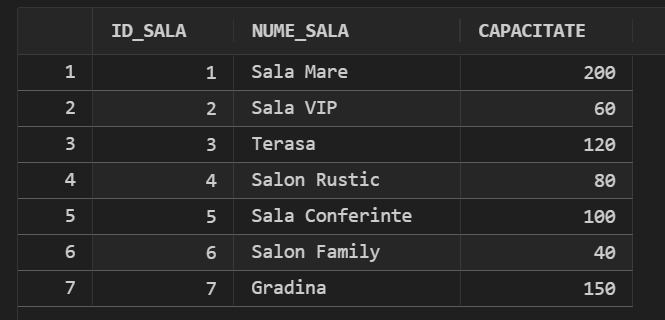 ID_SALA NUME_SALA CAPACITATE
1 1 Sala Mare 200
2 2 Sala VIP 60
3 3 Terasa 120
4 4 Salon Rustic 80
5 5 Sala Conferinte 100
6 6 Salon Family 40
7 7 Gradina 150